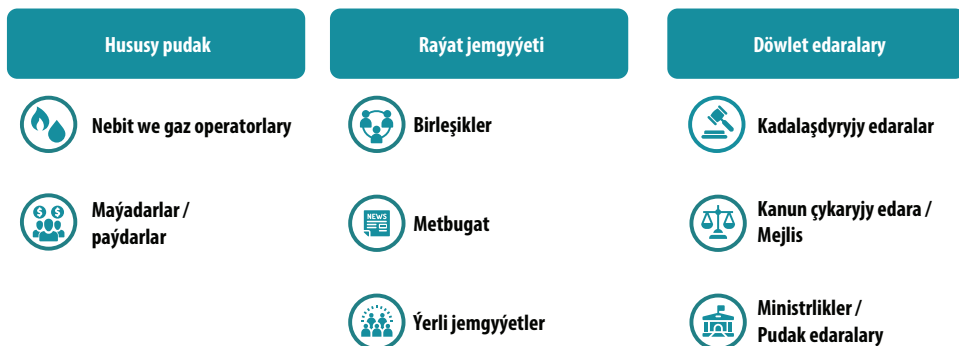 Hususy pudak
Nebit we gaz operatorlary
Maýadarlar /
paýdarlar
Raýat jemgyýeti
Birleşikler
NEWS
Metbugat
Ýerli jemgyýetler
Döwlet edaralary
Kadalaşdyryjy edaralar
Kanun çykaryjy edara /
Mejlis
Ministrlikler /
Pudak edaralary